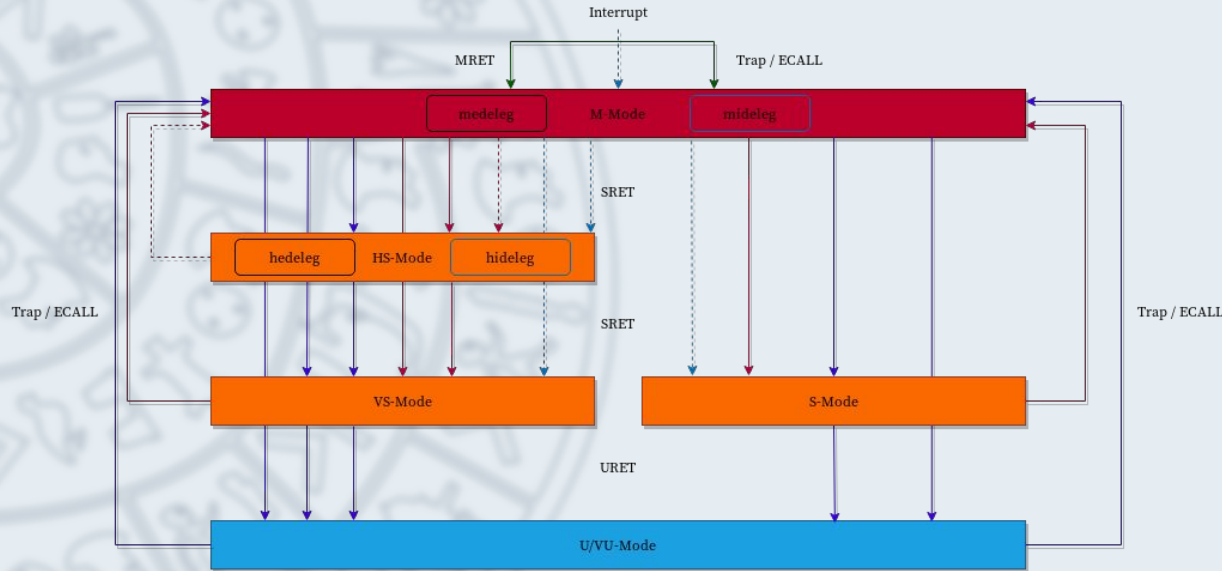 Interrupt
MRET
Trap / ECALL
medeleg
M-Mode
mideleg
SRET
hedeleg
HS-Mode
hideleg
Trap / ECALL
SRET
Trap / ECALL
VS-Mode
S-Mode
URET
U/VU-Mode